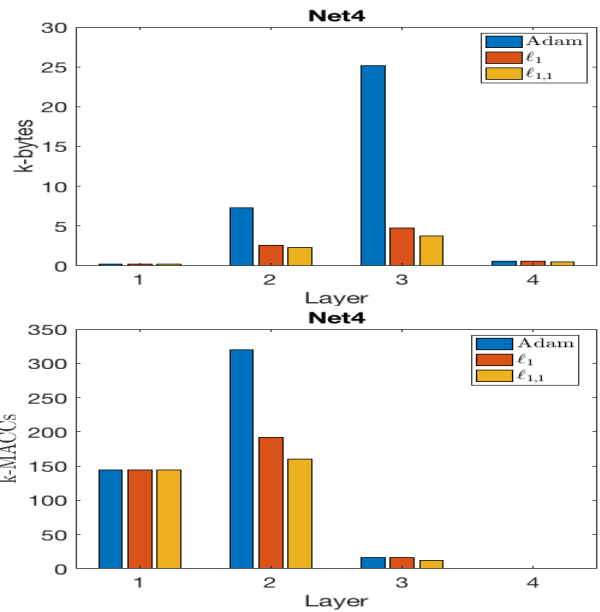 Net4
30
25
20
15
10
5
0
k-bytes
Adam
ℓ₁
ℓ₁,₁
1 2 3 4
Layer
Net4
350
300
250
200
150
100
50
0
k-MACCs
Adam
ℓ₁
ℓ₁,₁
1 2 3 4
Layer